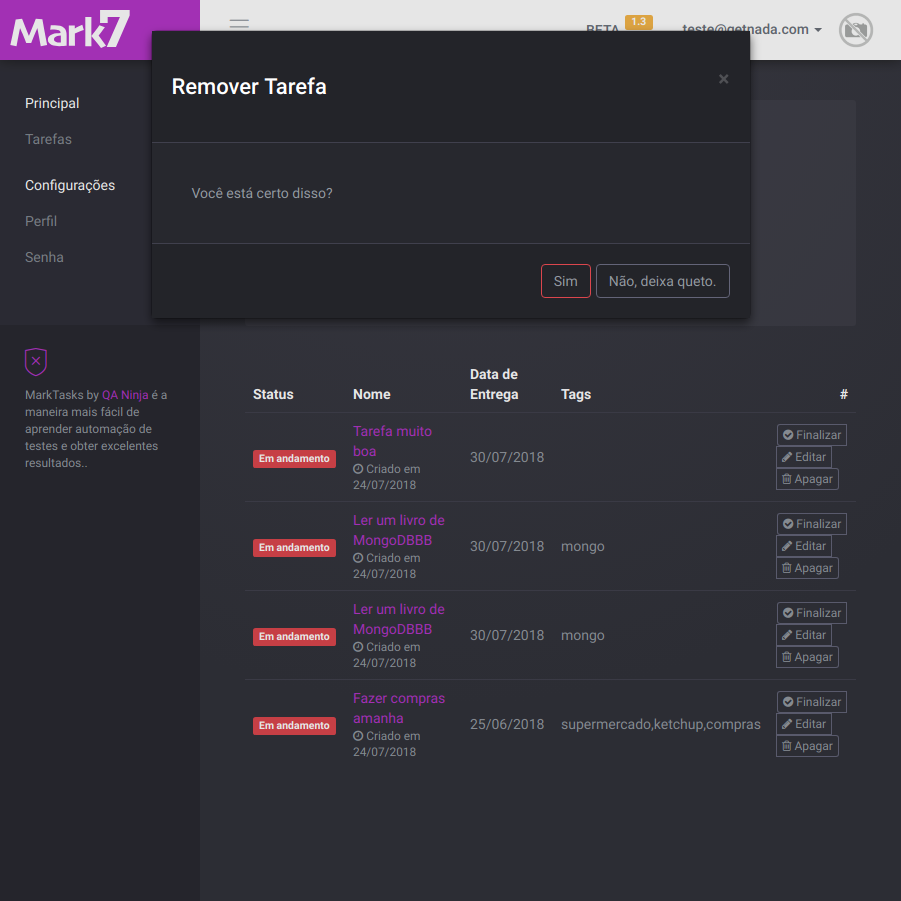 Mark7
BETA 1.3
teste@getnada.com
Remover Tarefa
×
Você está certo disso?
Sim
Não, deixa queto.
Principal
Tarefas
Configurações
Perfil
Senha
MarkTasks by QA Ninja é a
maneira mais fácil de
aprender automação de
testes e obter excelentes
resultados..
Status
Nome
Data de
Entrega
Tags
#
Em andamento
Tarefa muito
boa
Criado em
24/07/2018
30/07/2018
Finalizar
Editar
Apagar
Em andamento
Ler um livro de
MongoDBBB
Criado em
24/07/2018
30/07/2018
mongo
Finalizar
Editar
Apagar
Em andamento
Ler um livro de
MongoDBBB
Criado em
24/07/2018
30/07/2018
mongo
Finalizar
Editar
Apagar
Em andamento
Fazer compras
amanha
Criado em
24/07/2018
25/06/2018
supermercado,ketchup,compras
Finalizar
Editar
Apagar